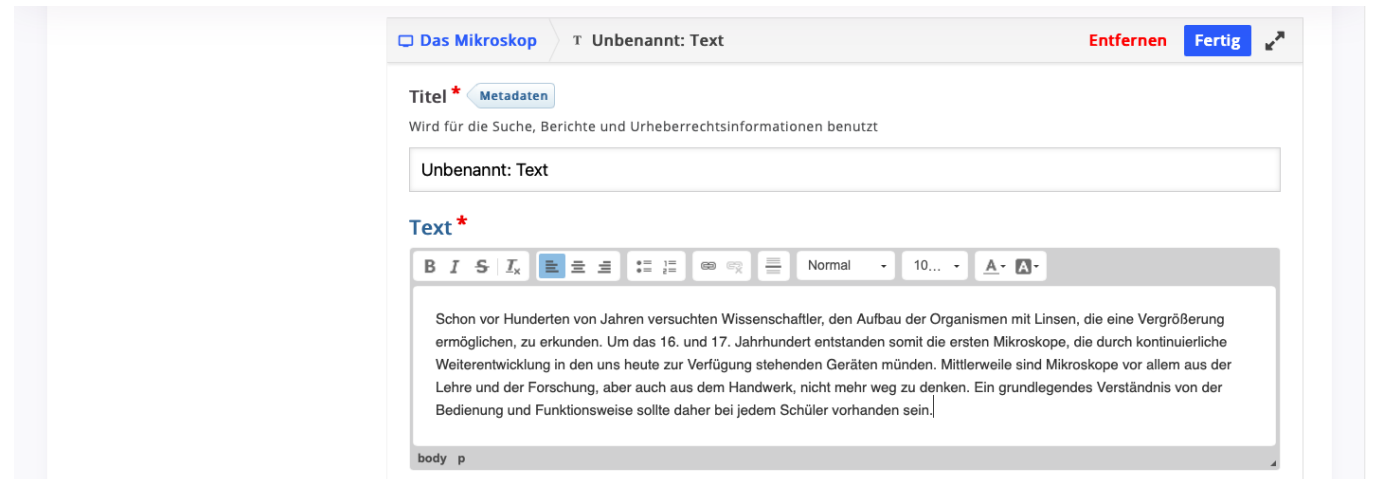 Das Mikroskop T Unbenannt: Text Entfernen Fertig
Titel * Metadaten
Wird für die Suche, Berichte und Urheberrechtsinformationen benutzt
Unbenannt: Text
Text *
B I S Ix Normal 10... A A
Schon vor Hunderten von Jahren versuchten Wissenschaftler, den Aufbau der Organismen mit Linsen, die eine Vergrößerung
ermöglichen, zu erkunden. Um das 16. und 17. Jahrhundert entstanden somit die ersten Mikroskope, die durch kontinuierliche
Weiterentwicklung in den uns heute zur Verfügung stehenden Geräten münden. Mittlerweile sind Mikroskope vor allem aus der
Lehre und der Forschung, aber auch aus dem Handwerk, nicht mehr weg zu denken. Ein grundlegendes Verständnis von der
Bedienung und Funktionsweise sollte daher bei jedem Schüler vorhanden sein.
body p